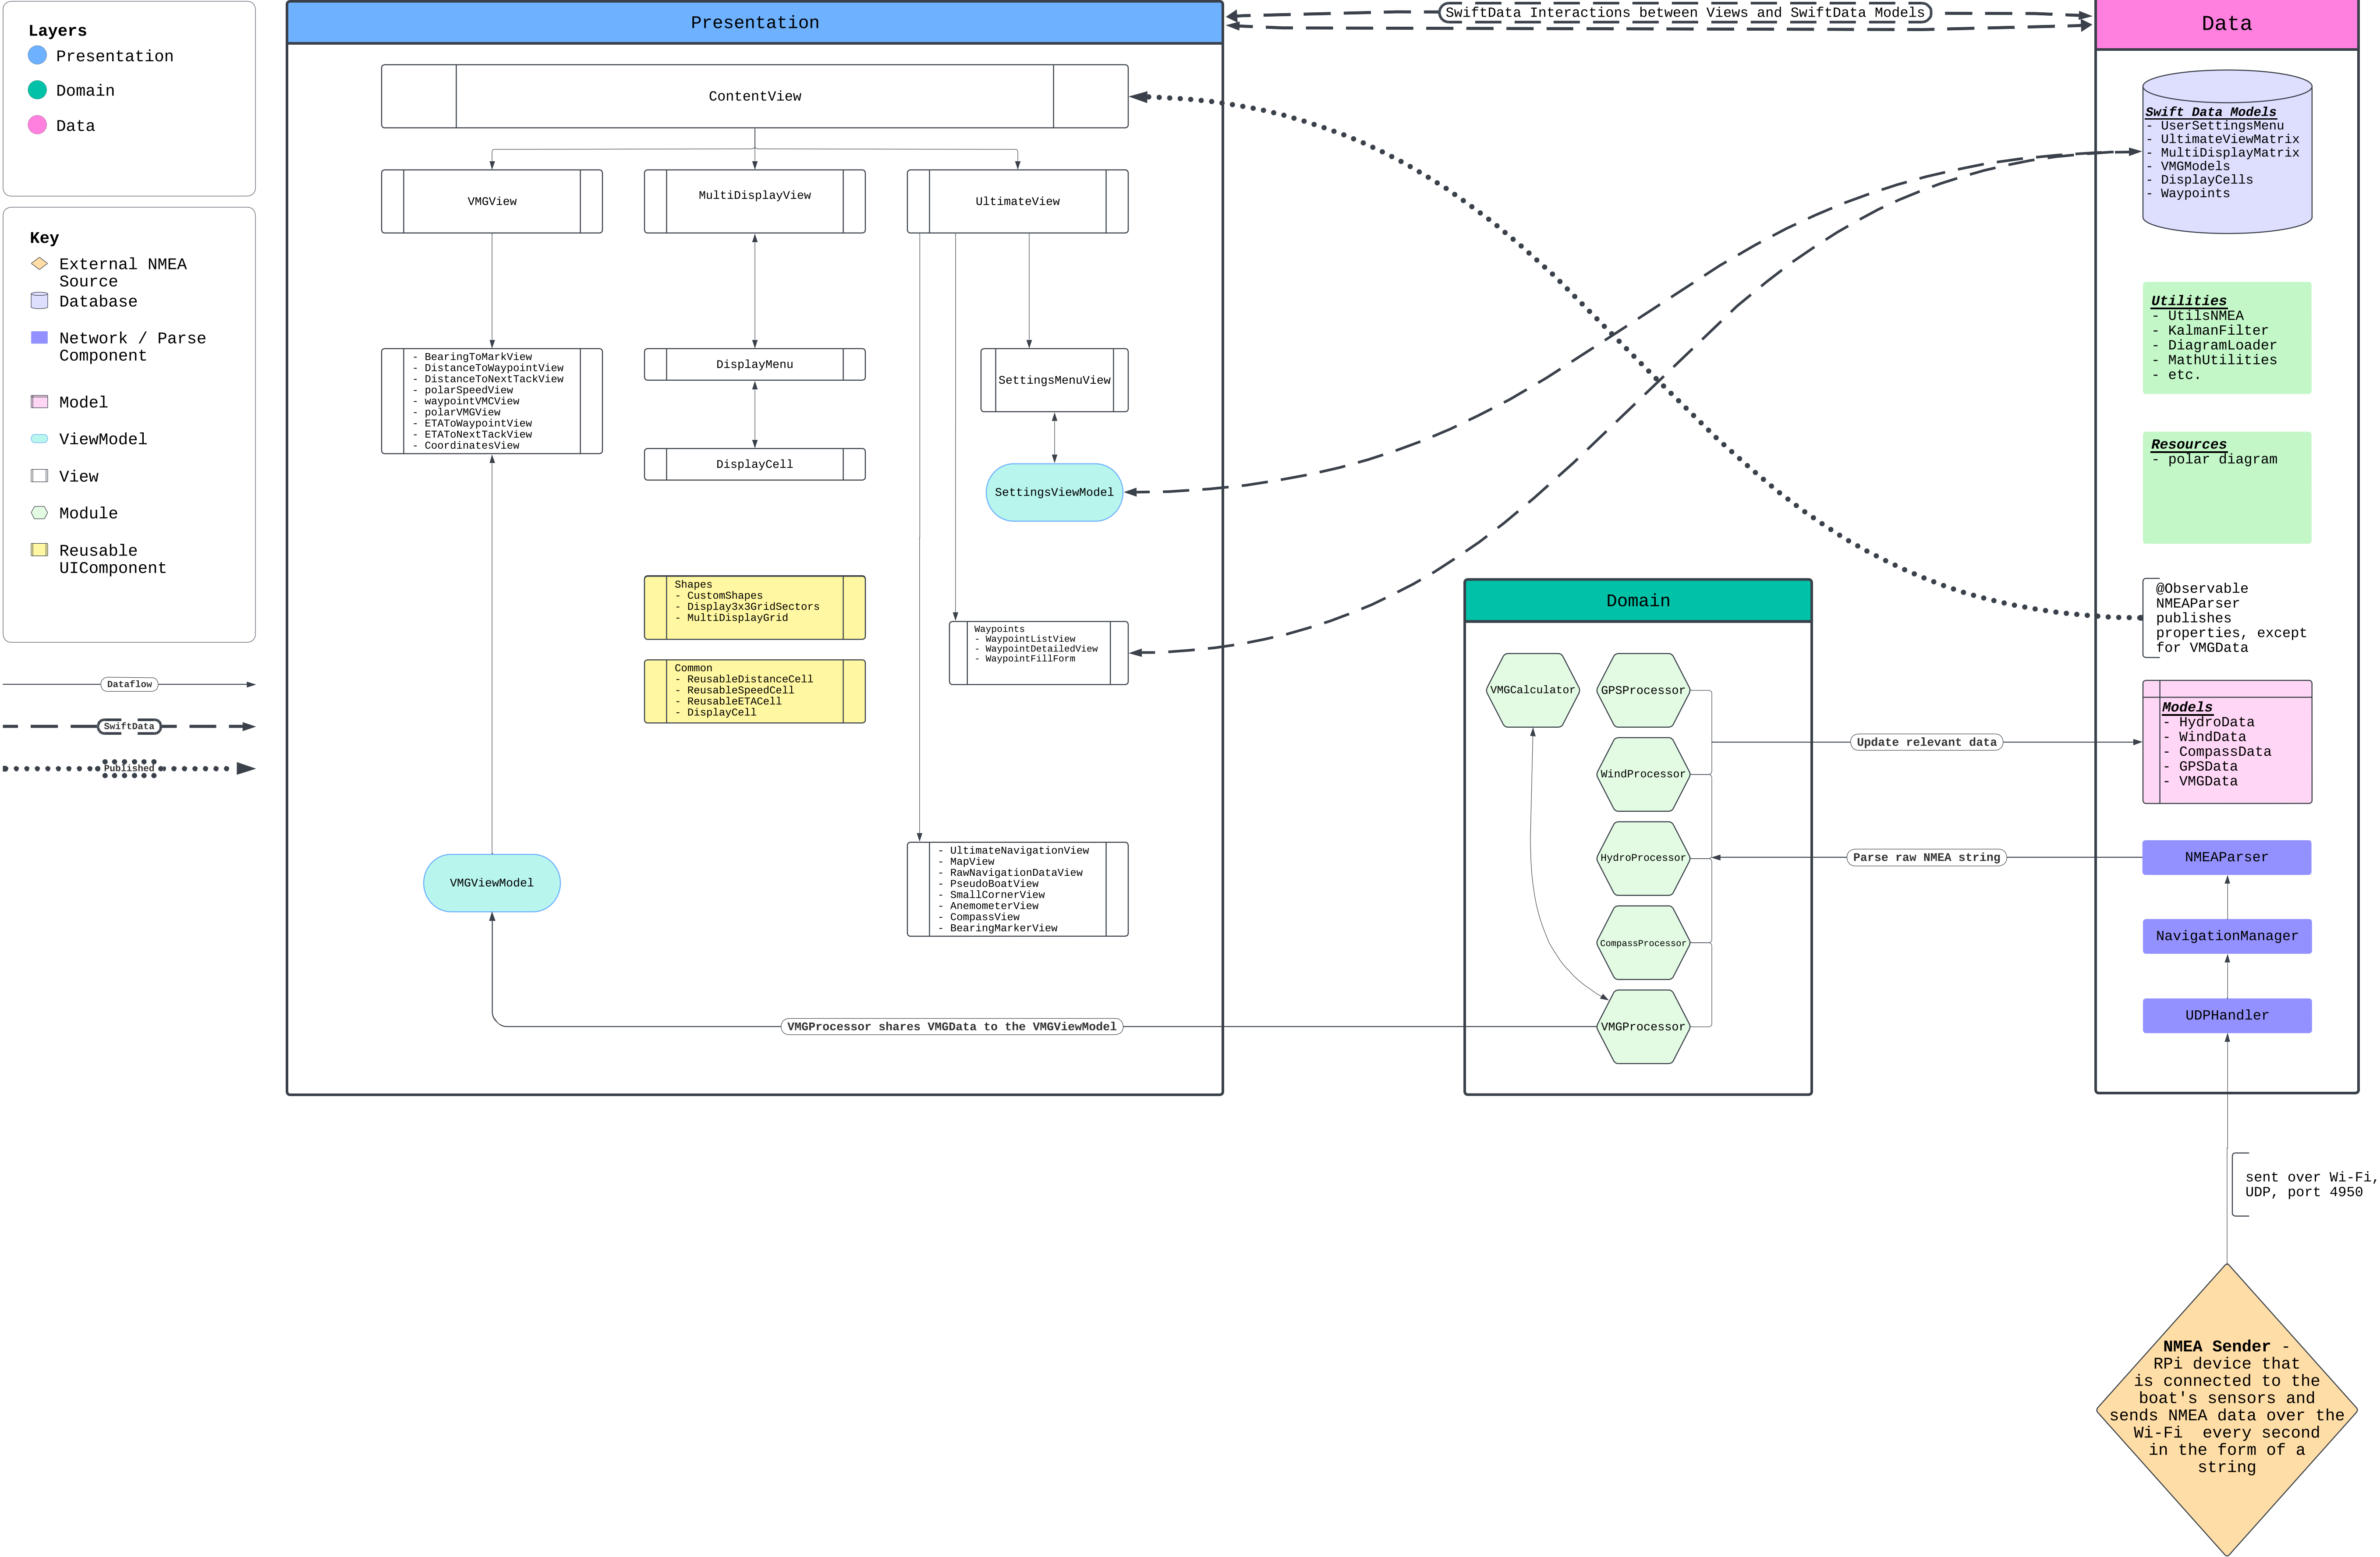 Layers
Presentation
Domain
Data
Key
External NMEA
Source
Database
Network / Parse
Component
Model
ViewModel
View
Module
Reusable
UIComponent
Dataflow
SwiftData
Published
Presentation
ContentView
VMGView
MultiDisplayView
UltimateView
- BearingToMarkView
- DistanceToWaypointView
- DistanceToNextTackView
- polarSpeedView
- waypointVMCView
- polarVMGView
- ETAToWaypointView
- ETAToNextTackView
- CoordinatesView
DisplayMenu
DisplayCell
SettingsMenuView
SettingsViewModel
Shapes
- CustomShapes
- Display3x3GridSectors
- MultiDisplayGrid
Common
- ReusableDistanceCell
- ReusableSpeedCell
- ReusableETACell
- DisplayCell
Waypoints
- WaypointListView
- WaypointDetailedView
- WaypointFillForm
- UltimateNavigationView
- MapView
- RawNavigationDataView
- PseudoBoatView
- SmallCornerView
- AnemometerView
- CompassView
- BearingMarkerView
VMGViewModel
VMGProcessor shares VMGData to the VMGViewModel
SwiftData Interactions between Views and SwiftData Models
Domain
VMGCalculator
GPSProcessor
WindProcessor
HydroProcessor
CompassProcessor
VMGProcessor
Update relevant data
Parse raw NMEA string
Data
Swift Data Models
- UserSettingsMenu
- UltimateViewMatrix
- MultiDisplayMatrix
- VMGModels
- DisplayCells
- Waypoints
Utilities
- UtilsNMEA
- KalmanFilter
- DiagramLoader
- MathUtilities
- etc.
Resources
- polar diagram
@Observable
NMEAParser
publishes
properties, except
for VMGData
Models
- HydroData
- WindData
- CompassData
- GPSData
- VMGData
NMEAParser
NavigationManager
UDPHandler
sent over Wi-Fi,
UDP, port 4950
NMEA Sender -
RPi device that
is connected to the
boat's sensors and
sends NMEA data over the
Wi-Fi every second
in the form of a
string